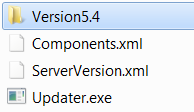 Version5.4
Components.xml
ServerVersion.xml
Updater.exe